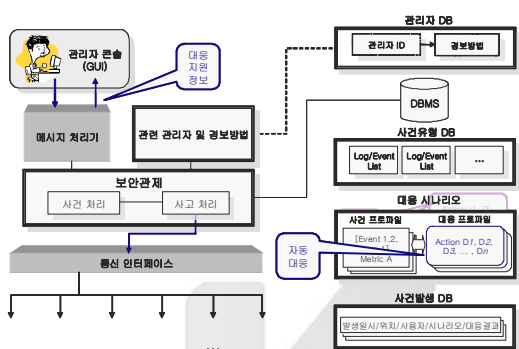 관리자 DB
관리자 ID
경보방법
관리자 콘솔
(GUI)
대응
지원
정보
DBMS
메시지 처리기
관련 관리자 및 경보방법
사건유형 DB
Log/Event
List
Log/Event
List
...
보안관제
사건 처리
사고 처리
대응 시나리오
사건 프로파일
대응 프로파일
[Event 1,2,
Metric A
Action D1, D2,
D3, ... , Dn
자동
대응
통신 인터페이스
사건발생 DB
발생일시/위치/사용자/시나리오/대응결과
...